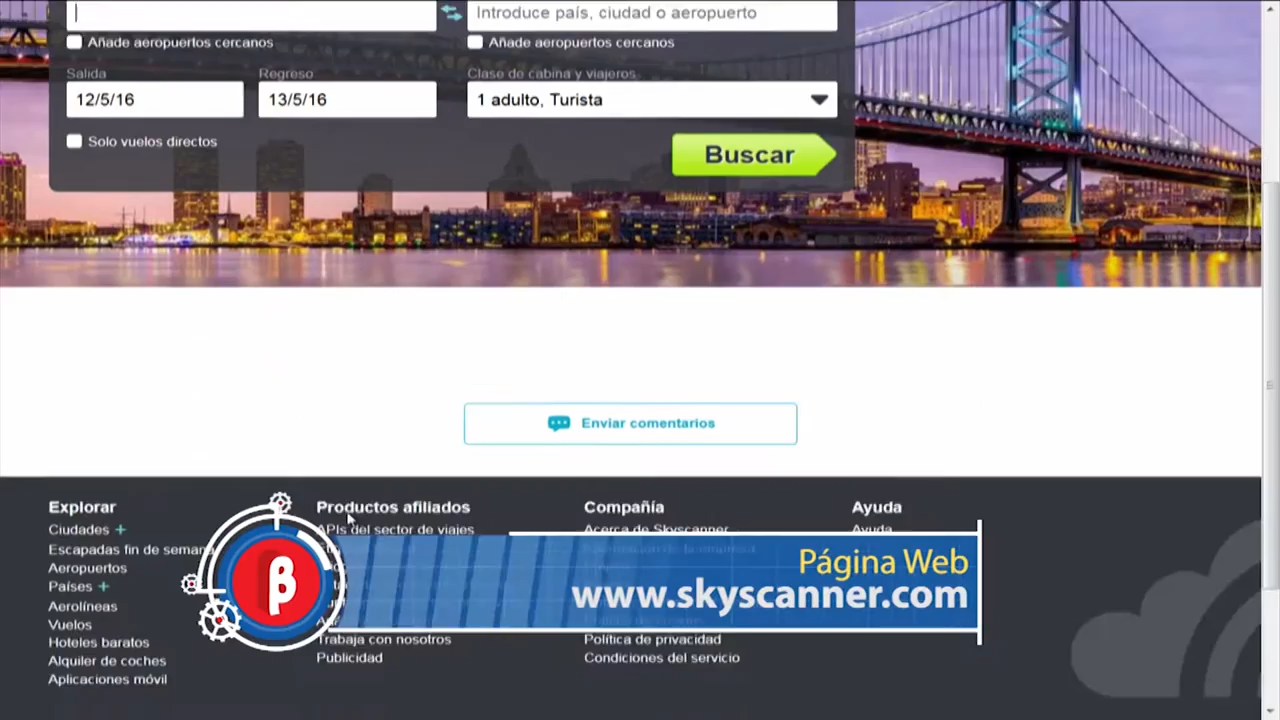 Introduce país, ciudad o aeropuerto
Añade aeropuertos cercanos
Añade aeropuertos cercanos
Salida
Regreso
Clase de cabina y viajeros
12/5/16
13/5/16
1 adulto, Turista
Solo vuelos directos
Buscar
Enviar comentarios
Explorar
Ciudades +
Escapadas fin de semana
Aeropuertos
Países +
Aerolíneas
Vuelos
Hoteles baratos
Alquiler de coches
Aplicaciones móvil
Productos afiliados
APIs del sector de viajes
Trabaja con nosotros
Publicidad
Compañía
Acerca de Skyscanner
Política de privacidad
Condiciones del servicio
Ayuda
Ayuda
β
Página Web
www.skyscanner.com